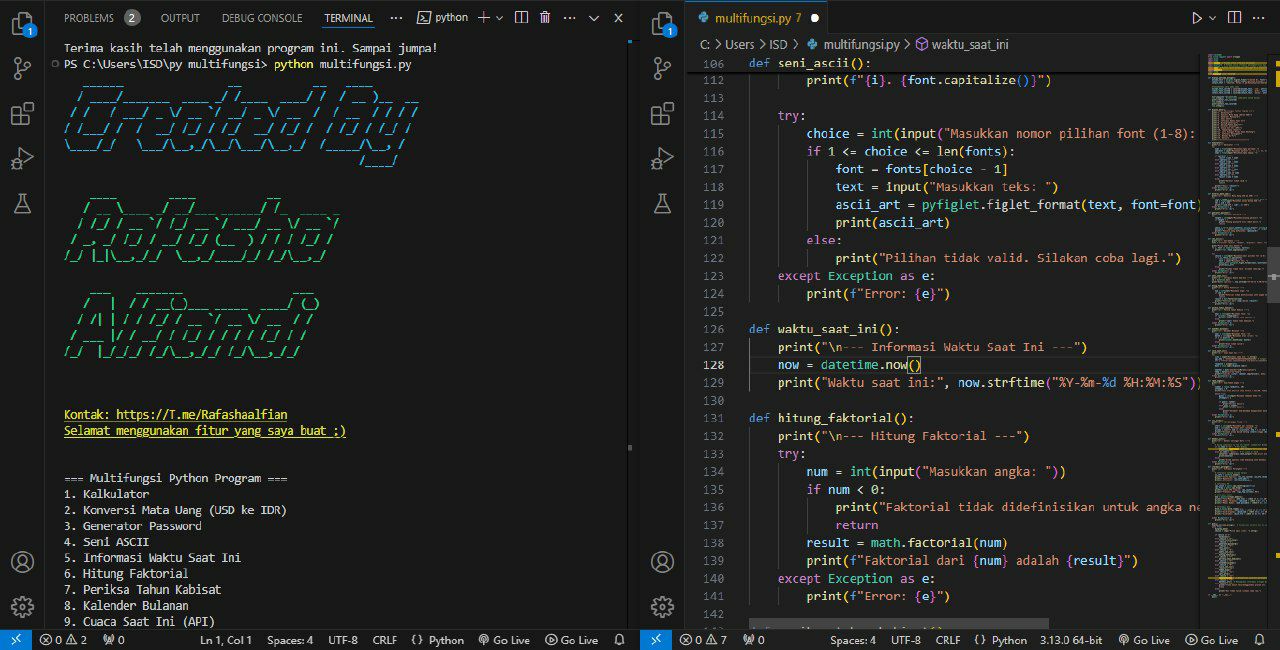 PROBLEMS 2 OUTPUT DEBUG CONSOLE TERMINAL ··· python
Terima kasih telah menggunakan program ini. Sampai jumpa!
PS C:\Users\ISD\py multifungsi> python multifungsi.py
Create By
Rafasha
Alfian
Kontak: https://T.me/Rafashaalfian
Selamat menggunakan fitur yang saya buat ;)
=== Multifungsi Python Program ===
1. Kalkulator
2. Konversi Mata Uang (USD ke IDR)
3. Generator Password
4. Seni ASCII
5. Informasi Waktu Saat Ini
6. Hitung Faktorial
7. Periksa Tahun Kabisat
8. Kalender Bulanan
9. Cuaca Saat Ini (API)
0 2 0 Ln 1, Col 1 Spaces: 4 UTF-8 CRLF {} Python Go Live Go Live
multifungsi.py 7
C: > Users > ISD > multifungsi.py > waktu_saat_ini
106 def seni_ascii():
112 print(f"{i}. {font.capitalize()}")
113
114 try:
115 choice = int(input("Masukkan nomor pilihan font (1-8):
116 if 1 <= choice <= len(fonts):
117 font = fonts[choice - 1]
118 text = input("Masukkan teks: ")
119 ascii_art = pyfiglet.figlet_format(text, font=font)
120 print(ascii_art)
121 else:
122 print("Pilihan tidak valid. Silakan coba lagi.")
123 except Exception as e:
124 print(f"Error: {e}")
125
126 def waktu_saat_ini():
127 print("\n--- Informasi Waktu Saat Ini ---")
128 now = datetime.now()
129 print("Waktu saat ini:", now.strftime("%Y-%m-%d %H:%M:%S"))
130
131 def hitung_faktorial():
132 print("\n--- Hitung Faktorial ---")
133 try:
134 num = int(input("Masukkan angka: "))
135 if num < 0:
136 print("Faktorial tidak didefinisikan untuk angka ne
137 return
138 result = math.factorial(num)
139 print(f"Faktorial dari {num} adalah {result}")
140 except Exception as e:
141 print(f"Error: {e}")
142
0 7 0 Spaces: 4 UTF-8 CRLF {} Python 3.13.0 64-bit Go Live Go Live